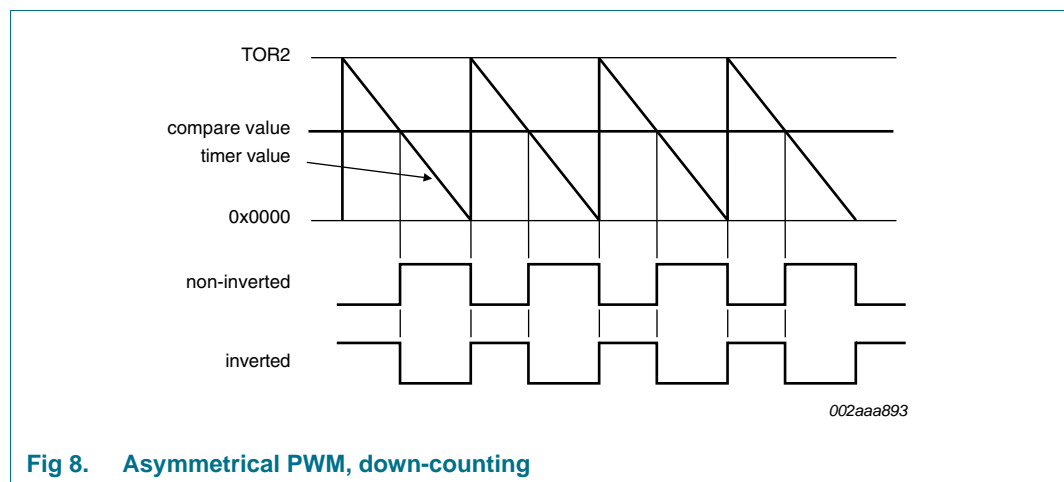 TOR2
compare value
timer value
0x0000
non-inverted
inverted
002aaa893
Fig 8. Asymmetrical PWM, down-counting